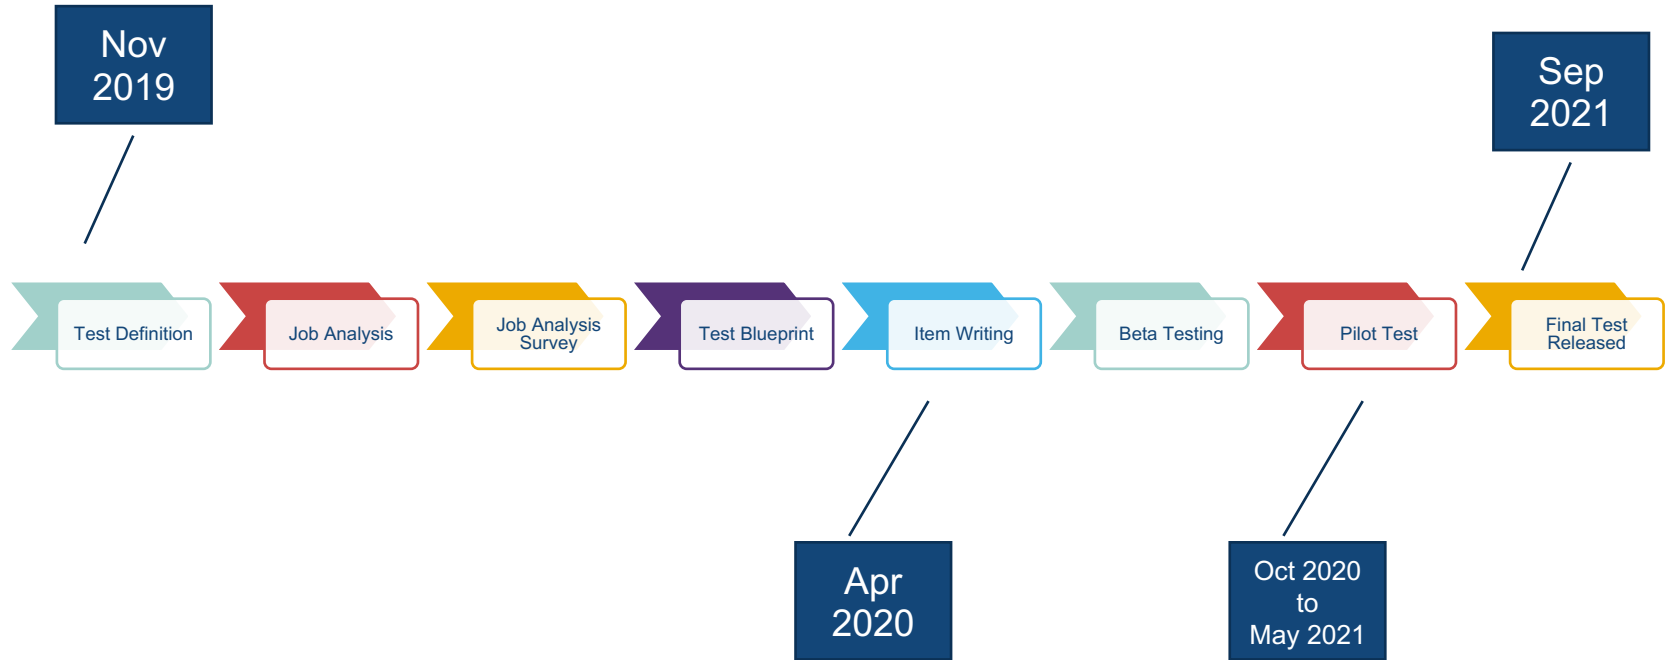 Nov
2019
Sep
2021
Test Definition
Job Analysis
Job Analysis
Survey
Test Blueprint
Item Writing
Beta Testing
Pilot Test
Final Test
Released
Apr
2020
Oct 2020
to
May 2021